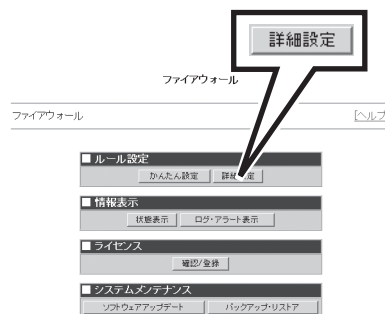 詳細設定
ファイアウォール
ファイアウォール [ヘルプ
■ ルール設定
かんたん設定 詳細設定
■ 情報表示
状態表示 ログ・アラート表示
■ ライセンス
確認/登録
■ システムメンテナンス
ソフトウェアアップデート バックアップ・リストア